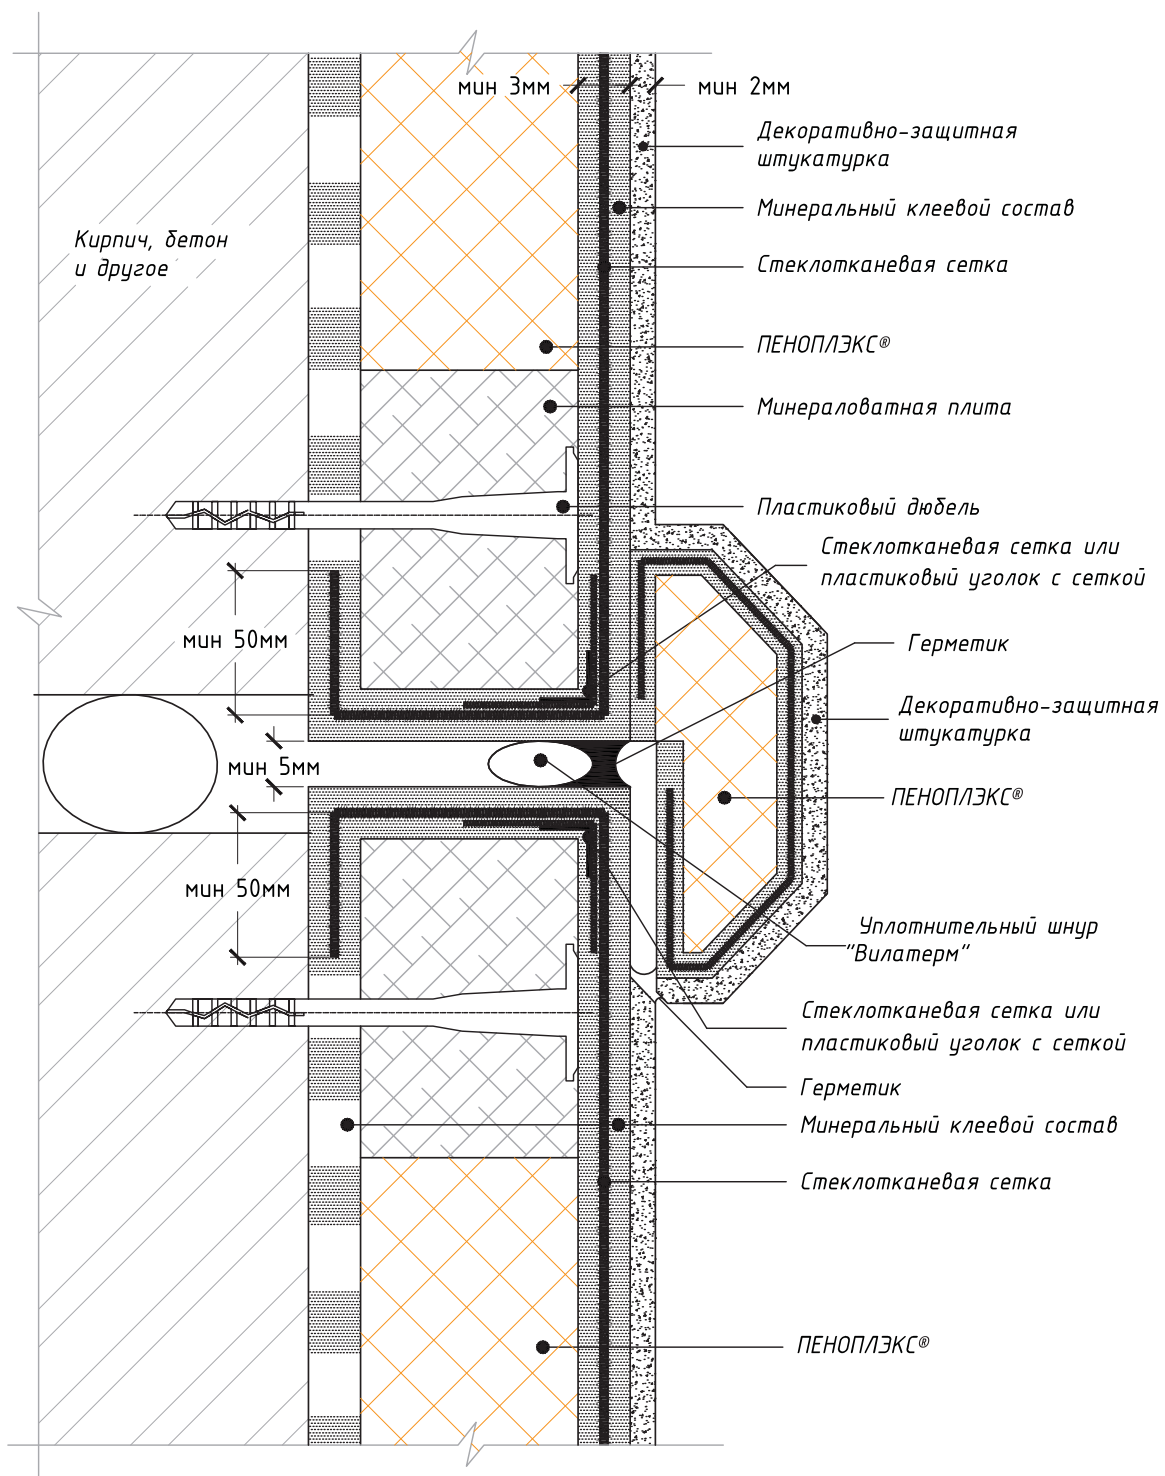 мин 3мм
мин 2мм
Декоративно-защитная
штукатурка
Минеральный клеевой состав
Кирпич, бетон
и другое
Стеклотканевая сетка
ПЕНОПЛЭКС®
Минераловатная плита
Пластиковый дюбель
Стеклотканевая сетка или
пластиковый уголок с сеткой
мин 50мм
Герметик
Декоративно-защитная
штукатурка
мин 5мм
ПЕНОПЛЭКС®
мин 50мм
Уплотнительный шнур
"Вилатерм"
Стеклотканевая сетка или
пластиковый уголок с сеткой
Герметик
Минеральный клеевой состав
Стеклотканевая сетка
ПЕНОПЛЭКС®